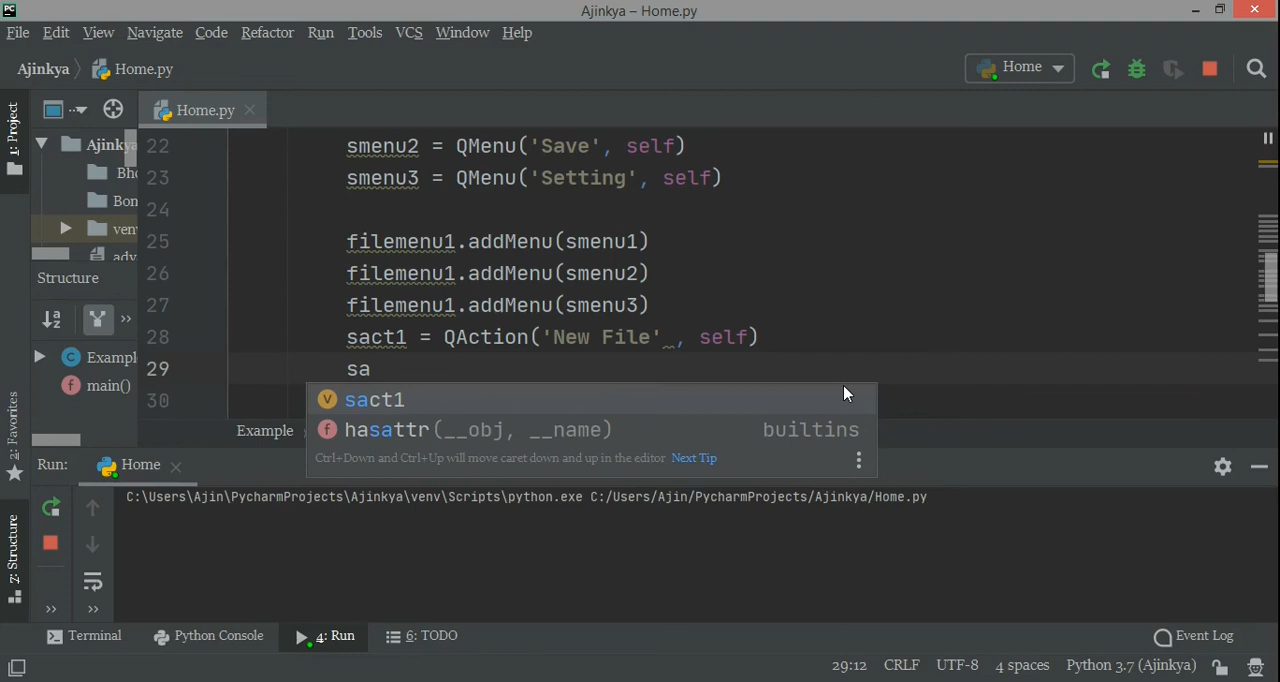 PC
Ajinkya – Home.py
File Edit View Navigate Code Refactor Run Tools VCS Window Help
Ajinkya Home.py
Home
1: Project
Home.py
Ajinkya
Bho
Bom
ven
adv
Structure
Exampl
main()
2: Favorites
7: Structure
22 smenu2 = QMenu('Save', self)
23 smenu3 = QMenu('Setting', self)
24
25 filemenu1.addMenu(smenu1)
26 filemenu1.addMenu(smenu2)
27 filemenu1.addMenu(smenu3)
28 sact1 = QAction('New File' , self)
29 sa
30
sact1
hasattr(__obj, __name) builtins
Ctrl+Down and Ctrl+Up will move caret down and up in the editor Next Tip
Example
Run: Home
C:\Users\Ajin\PycharmProjects\Ajinkya\venv\Scripts\python.exe C:/Users/Ajin/PycharmProjects/Ajinkya/Home.py
Terminal Python Console 4: Run 6: TODO Event Log
29:12 CRLF UTF-8 4 spaces Python 3.7 (Ajinkya)